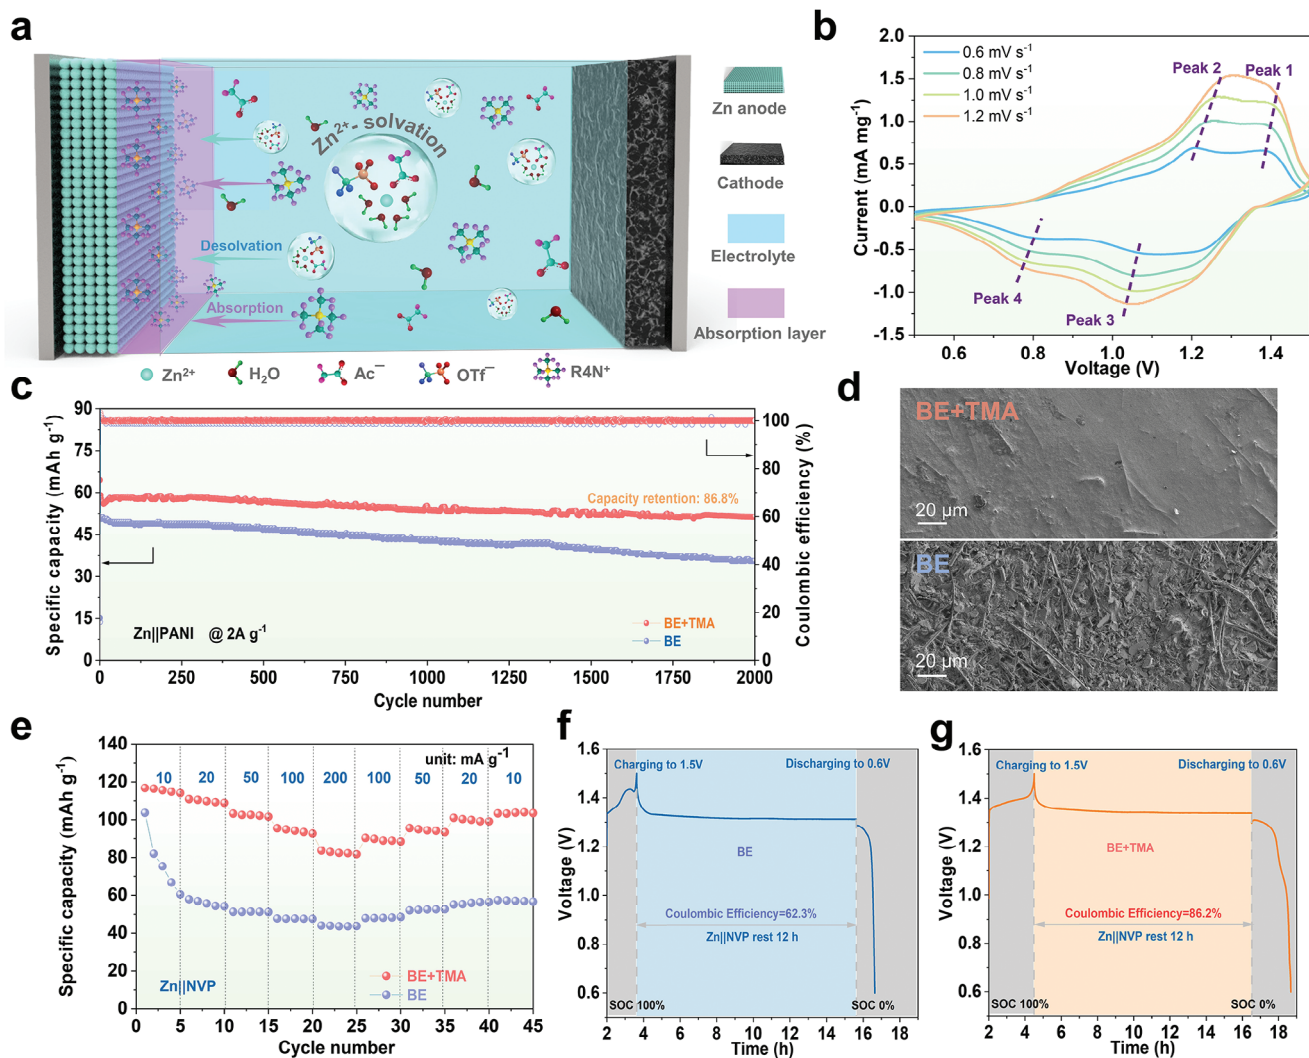 a
Zn²⁺- solvation
Desolvation
Absorption
Zn anode
Cathode
Electrolyte
Absorption layer
Zn²⁺
H₂O
Ac⁻
OTf⁻
R4N⁺
b
0.6 mV s⁻¹
0.8 mV s⁻¹
1.0 mV s⁻¹
1.2 mV s⁻¹
Peak 2
Peak 1
Peak 4
Peak 3
2.0
1.5
1.0
0.5
0.0
-0.5
-1.0
-1.5
Current (mA mg⁻¹)
0.6 0.8 1.0 1.2 1.4
Voltage (V)
c
90
75
60
45
30
15
0
Specific capacity (mAh g⁻¹)
100
80
60
40
20
0
Coulombic efficiency (%)
Capacity retention: 86.8%
Zn||PANI @ 2A g⁻¹
BE+TMA
BE
0 250 500 750 1000 1250 1500 1750 2000
Cycle number
d
BE+TMA
20 μm
BE
20 μm
e
140
120
100
80
60
40
20
0
Specific capacity (mAh g⁻¹)
unit: mA g⁻¹
10 20 50 100 200 100 50 20 10
Zn||NVP
BE+TMA
BE
0 5 10 15 20 25 30 35 40 45
Cycle number
f
1.6
1.4
1.2
1.0
0.8
0.6
Voltage (V)
Charging to 1.5V
Discharging to 0.6V
BE
Coulombic Efficiency=62.3%
Zn||NVP rest 12 h
SOC 100%
SOC 0%
2 4 6 8 10 12 14 16 18
Time (h)
g
1.6
1.4
1.2
1.0
0.8
0.6
Voltage (V)
Charging to 1.5V
Discharging to 0.6V
BE+TMA
Coulombic Efficiency=86.2%
Zn||NVP rest 12 h
SOC 100%
SOC 0%
2 4 6 8 10 12 14 16 18
Time (h)